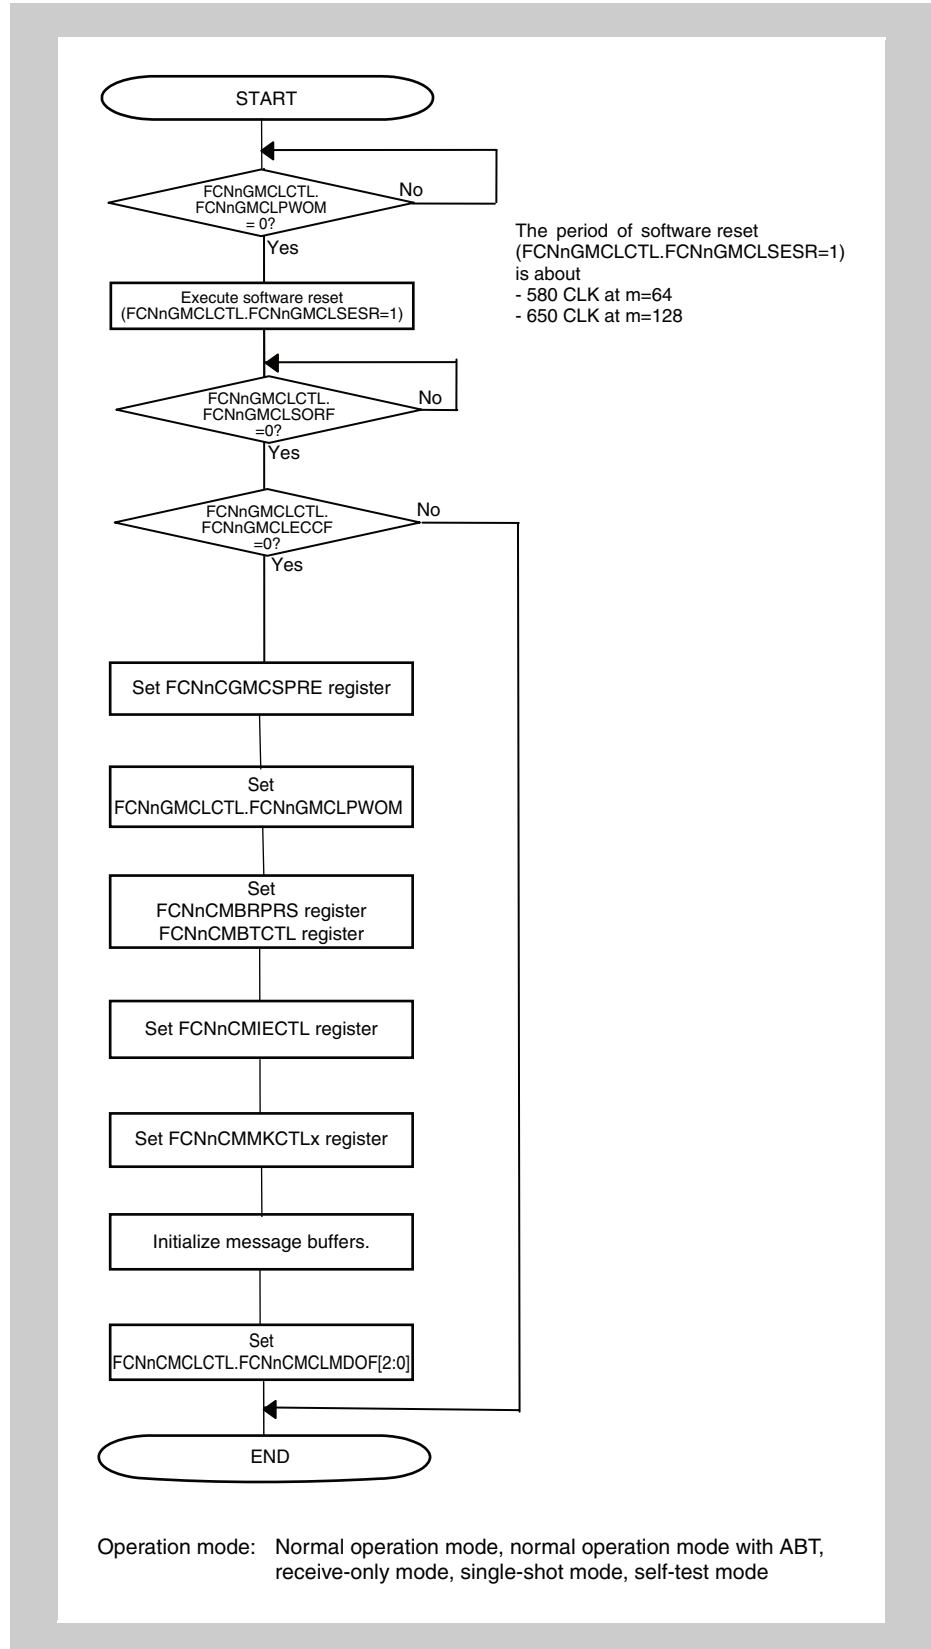 START
FCNnGMCLCTL.
FCNnGMCLPWOM
= 0?
No
Yes
The period of software reset
(FCNnGMCLCTL.FCNnGMCLSESR=1)
is about
- 580 CLK at m=64
- 650 CLK at m=128
Execute software reset
(FCNnGMCLCTL.FCNnGMCLSESR=1)
FCNnGMCLCTL.
FCNnGMCLSORF
=0?
No
Yes
FCNnGMCLCTL.
FCNnGMCLECCF
=0?
No
Yes
Set FCNnCGMCSPRE register
Set
FCNnGMCLCTL.FCNnGMCLPWOM
Set
FCNnCMBRPRS register
FCNnCMBTCTL register
Set FCNnCMIECTL register
Set FCNnCMMKCTLx register
Initialize message buffers.
Set
FCNnCMCLCTL.FCNnCMCLMDOF[2:0]
END
Operation mode: Normal operation mode, normal operation mode with ABT,
receive-only mode, single-shot mode, self-test mode